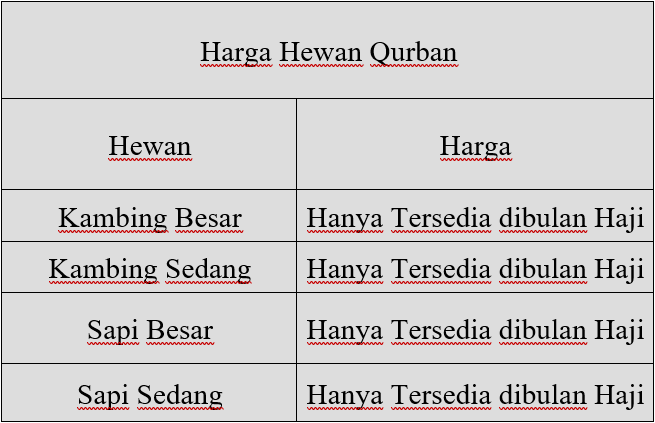 Harga Hewan Qurban
Hewan Harga
Kambing Besar Hanya Tersedia dibulan Haji
Kambing Sedang Hanya Tersedia dibulan Haji
Sapi Besar Hanya Tersedia dibulan Haji
Sapi Sedang Hanya Tersedia dibulan Haji